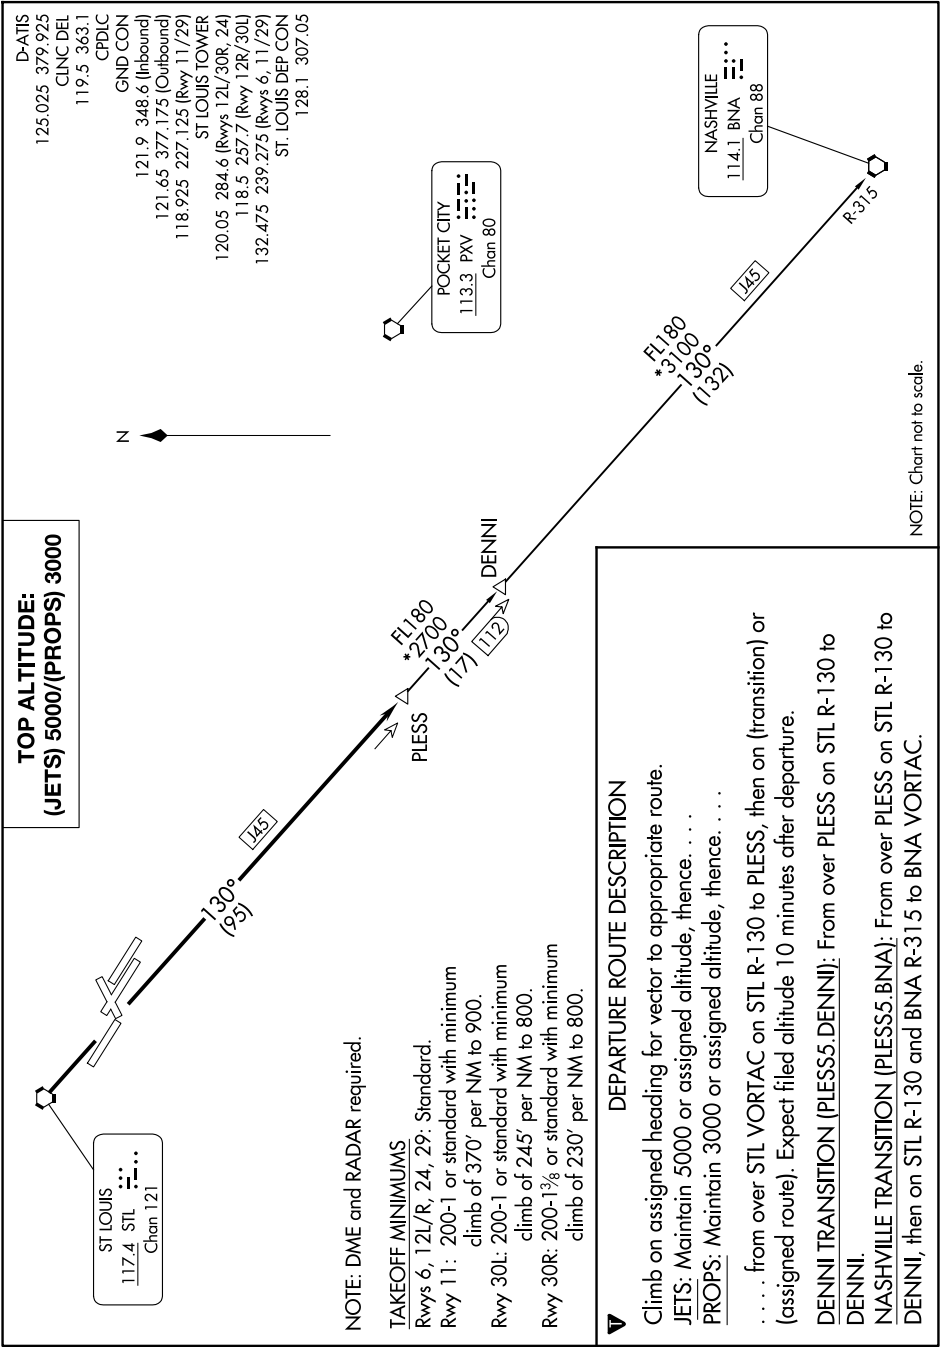 TOP ALTITUDE:
(JETS) 5000/(PROPS) 3000
D-ATIS
125.025 379.925
CLNC DEL
119.5 363.1
CPDLC
GND CON
121.9 348.6 (Inbound)
121.65 377.175 (Outbound)
118.925 227.125 (Rwy 11/29)
ST LOUIS TOWER
120.05 284.6 (Rwys 12L/30R, 24)
118.5 257.7 (Rwy 12R/30L)
132.475 239.275 (Rwys 6, 11/29)
ST. LOUIS DEP CON
128.1 307.05
N
ST LOUIS
117.4 STL
Chan 121
130°
(95)
J45
PLESS
FL180
*2700
130°
(17)
112
DENNI
POCKET CITY
113.3 PXV
Chan 80
FL180
*3100
130°
(132)
J45
NASHVILLE
114.1 BNA
Chan 88
R-315
NOTE: DME and RADAR required.
TAKEOFF MINIMUMS
Rwys 6, 12L/R, 24, 29: Standard.
Rwy 11: 200-1 or standard with minimum
climb of 370' per NM to 900.
Rwy 30L: 200-1 or standard with minimum
climb of 245' per NM to 800.
Rwy 30R: 200-1⅜ or standard with minimum
climb of 230' per NM to 800.
NOTE: Chart not to scale.
T
DEPARTURE ROUTE DESCRIPTION
Climb on assigned heading for vector to appropriate route.
JETS: Maintain 5000 or assigned altitude, thence. . . .
PROPS: Maintain 3000 or assigned altitude, thence. . . .
. . . . from over STL VORTAC on STL R-130 to PLESS, then on (transition) or
(assigned route). Expect filed altitude 10 minutes after departure.
DENNI TRANSITION (PLESS5.DENNI): From over PLESS on STL R-130 to
DENNI.
NASHVILLE TRANSITION (PLESS5.BNA): From over PLESS on STL R-130 to
DENNI, then on STL R-130 and BNA R-315 to BNA VORTAC.